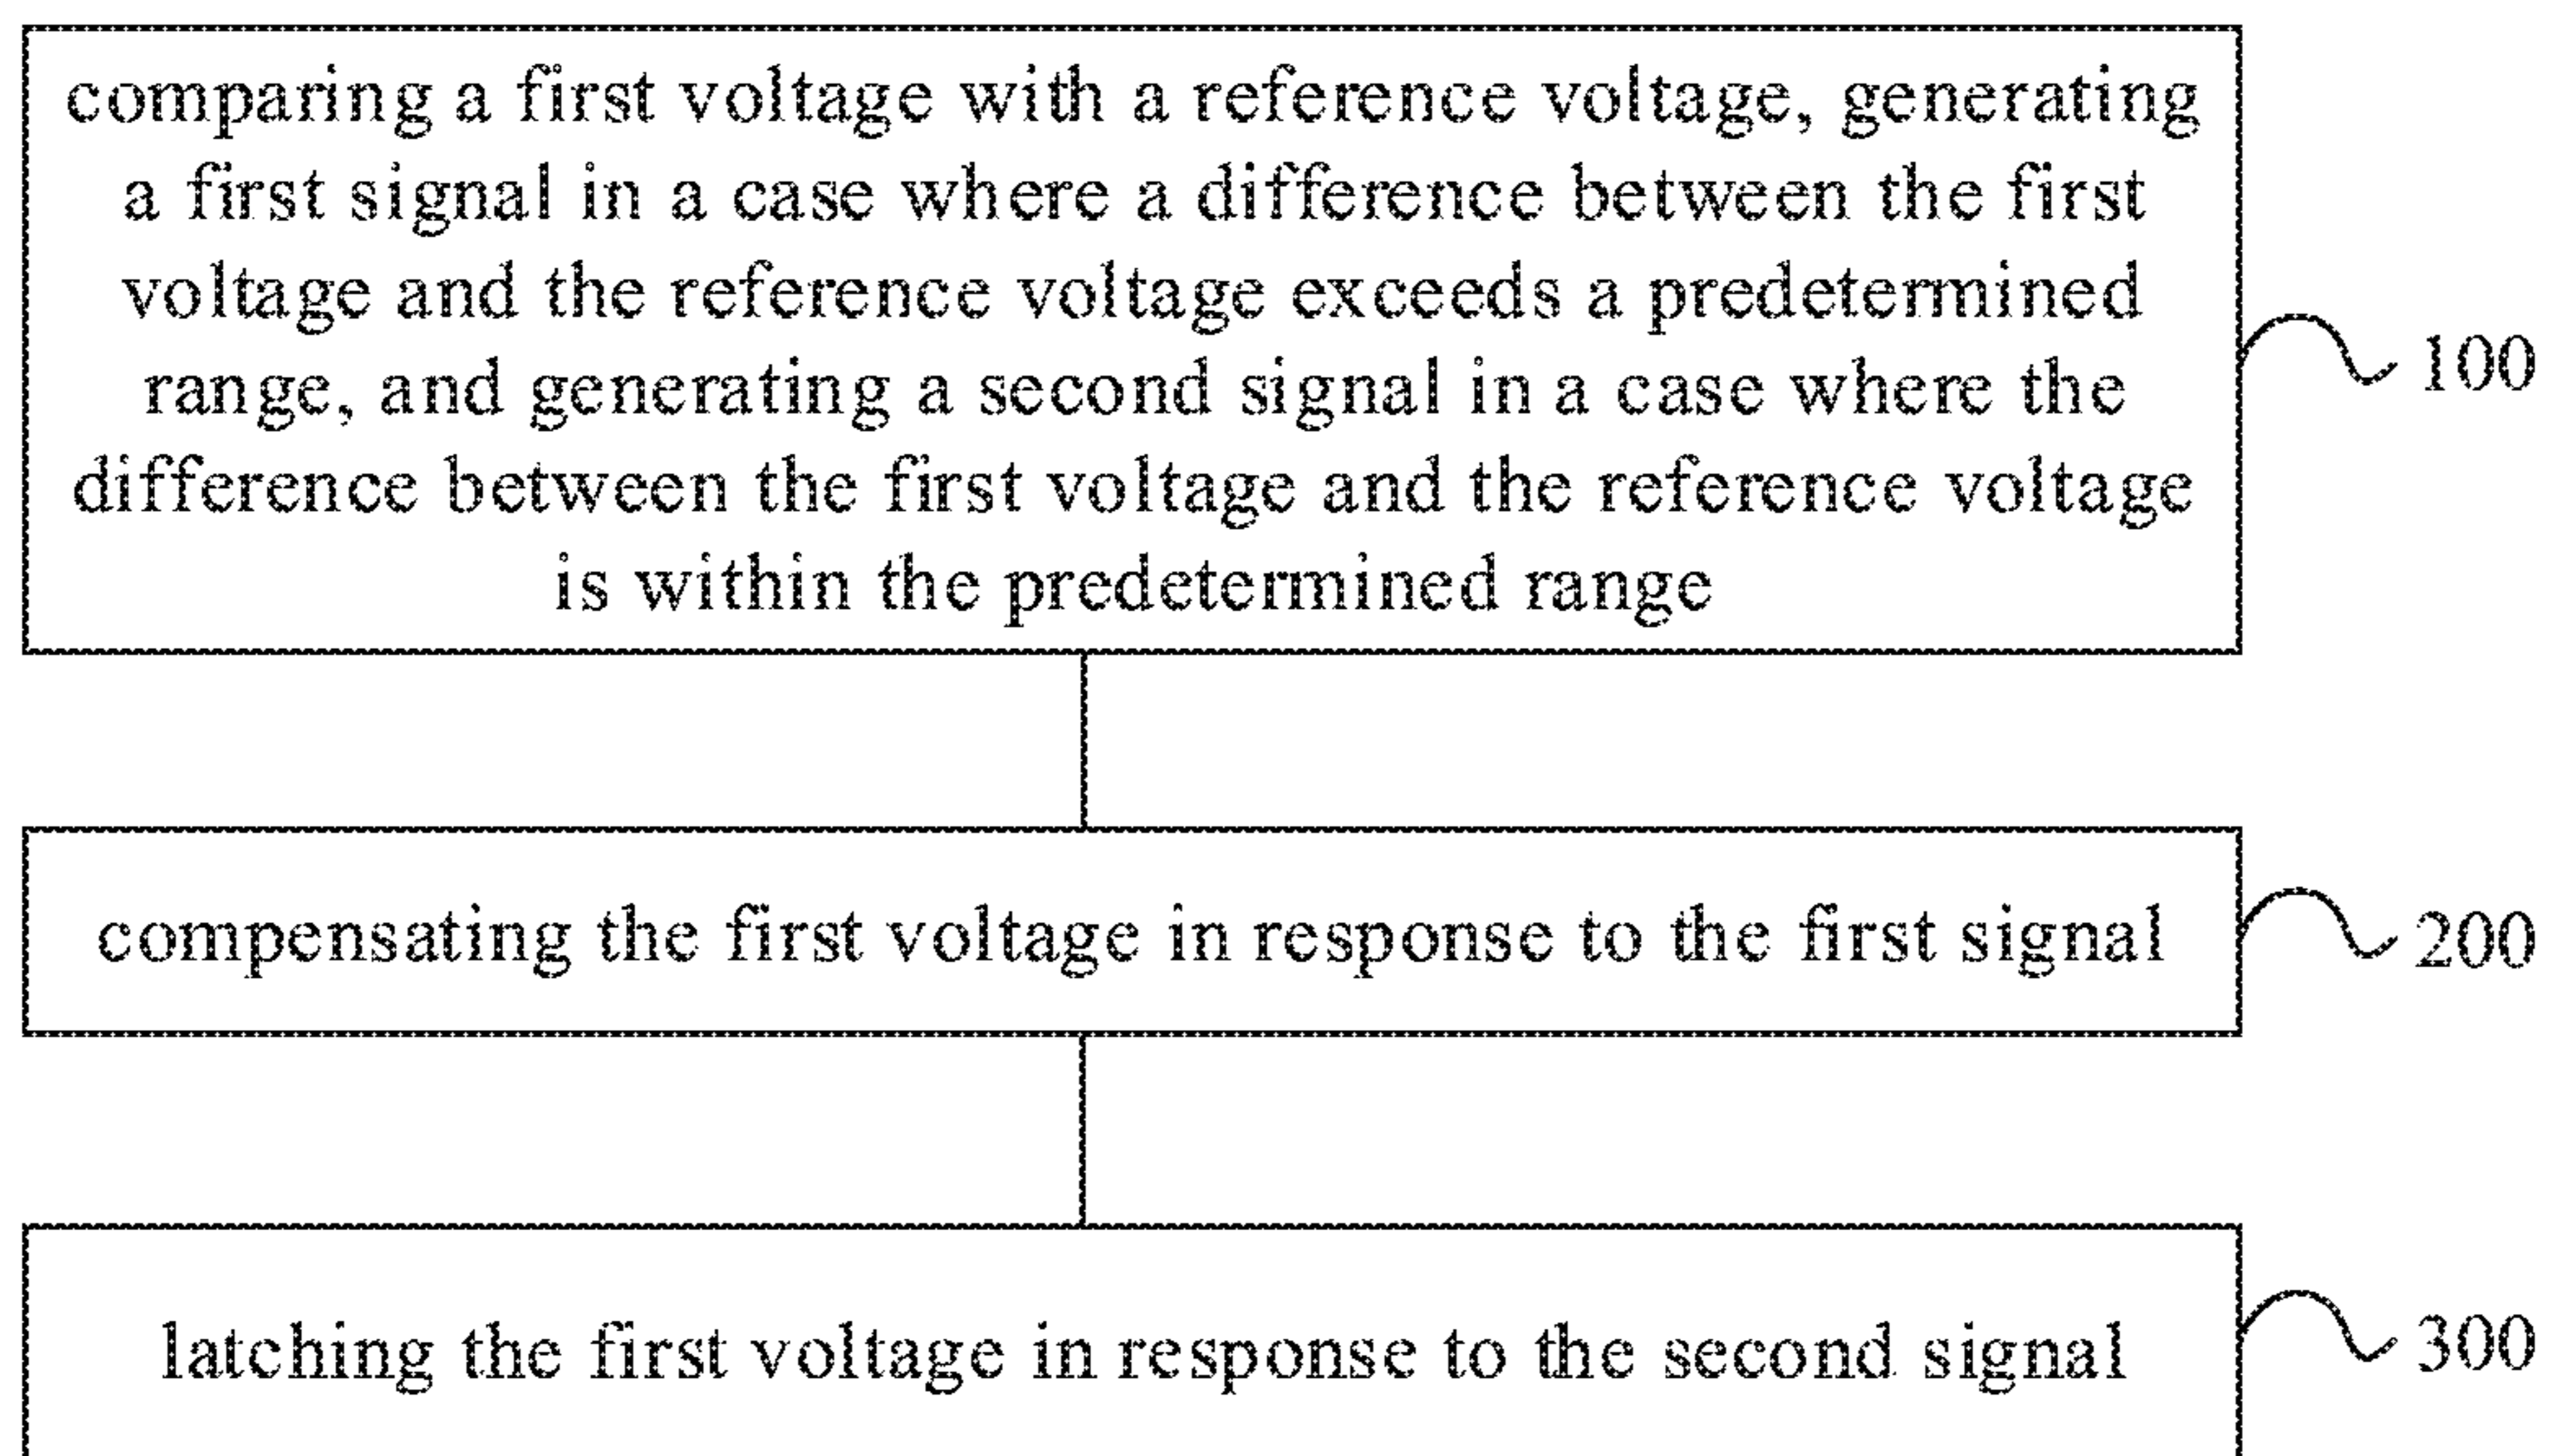 comparing a first voltage with a reference voltage, generating
a first signal in a case where a difference between the first
voltage and the reference voltage exceeds a predetermined
range, and generating a second signal in a case where the
difference between the first voltage and the reference voltage
is within the predetermined range
100
compensating the first voltage in response to the first signal
200
latching the first voltage in response to the second signal
300